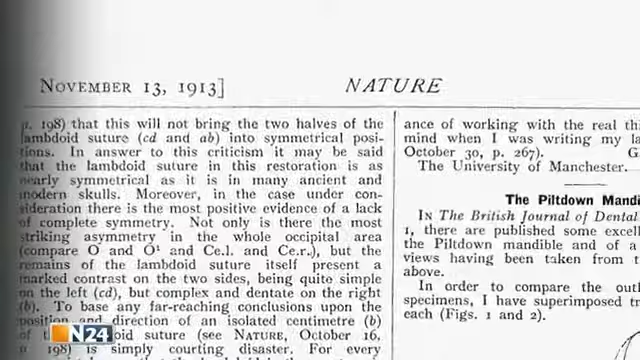 NOVEMBER 13, 1913]
NATURE
p. 198) that this will not bring the two halves of the
lambdoid suture (cd and ab) into symmetrical posi-
tions. In answer to this criticism it may be said
that the lambdoid suture in this restoration is as
nearly symmetrical as it is in many ancient and
modern skulls. Moreover, in the case under con-
sideration there is the most positive evidence of a lack
of complete symmetry. Not only is there the most
striking asymmetry in the whole occipital area
(compare O and O¹ and Ce.l. and Ce.r.), but the
remains of the lambdoid suture itself present a
marked contrast on the two sides, being quite simple
on the left (cd), but complex and dentate on the right
(b). To base any far-reaching conclusions upon the
position and direction of an isolated centimetre (b)
of suture (see NATURE, October 16,
p. 198) is simply courting disaster. For every
ance of working with the real
mind when I was writing my
October 30, p. 267).
The University of Manchester.
The Piltdown
IN The British Journal of Dental
1, there are published some
the Piltdown mandible and of a
views having been taken from
above.
In order to compare the
specimens, I have superimposed
each (Figs. 1 and 2).
N24